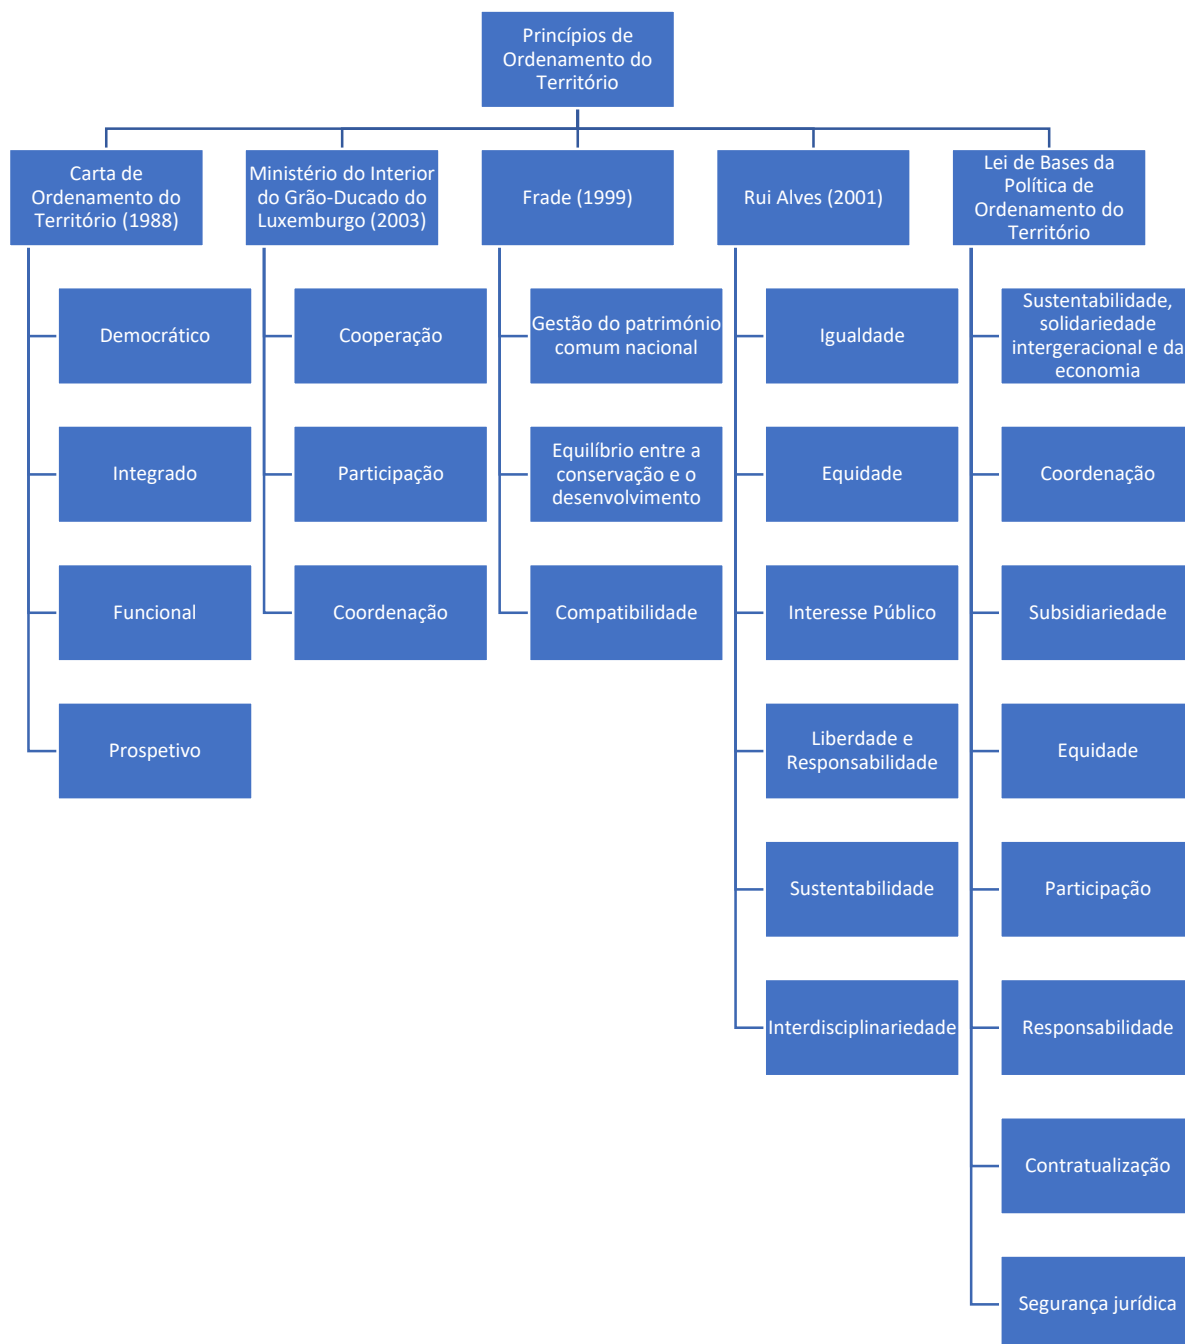 Princípios de
Ordenamento do
Território
Carta de
Ordenamento do
Território (1988)
Democrático
Integrado
Funcional
Prospetivo
Ministério do Interior
do Grão-Ducado do
Luxemburgo (2003)
Cooperação
Participação
Coordenação
Frade (1999)
Gestão do património
comum nacional
Equilíbrio entre a
conservação e o
desenvolvimento
Compatibilidade
Rui Alves (2001)
Igualdade
Equidade
Interesse Público
Liberdade e
Responsabilidade
Sustentabilidade
Interdisciplinariedade
Lei de Bases da
Política de
Ordenamento do
Território
Sustentabilidade,
solidariedade
intergeracional e da
economia
Coordenação
Subsidiariedade
Equidade
Participação
Responsabilidade
Contratualização
Segurança jurídica